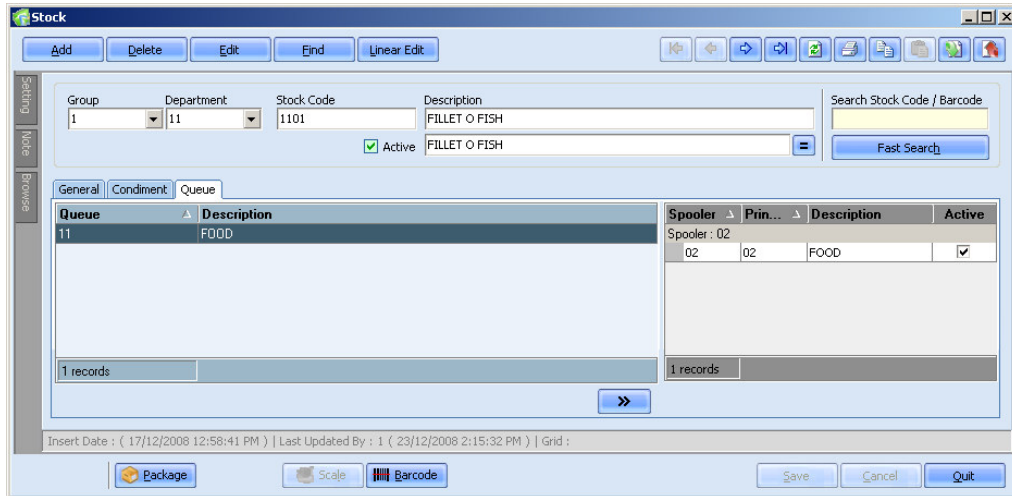 Stock
Add Delete Edit Find Linear Edit
Setting
Note
Browse
Group Department Stock Code Description Search Stock Code / Barcode
1 11 1101 FILLET O FISH
Active FILLET O FISH = Fast Search
General Condiment Queue
Queue Description Spooler Prin... Description Active
11 FOOD Spooler : 02
02 02 FOOD
1 records 1 records
»
Insert Date : ( 17/12/2008 12:58:41 PM ) | Last Updated By : 1 ( 23/12/2008 2:15:32 PM ) | Grid :
Package Scale Barcode Save Cancel Quit